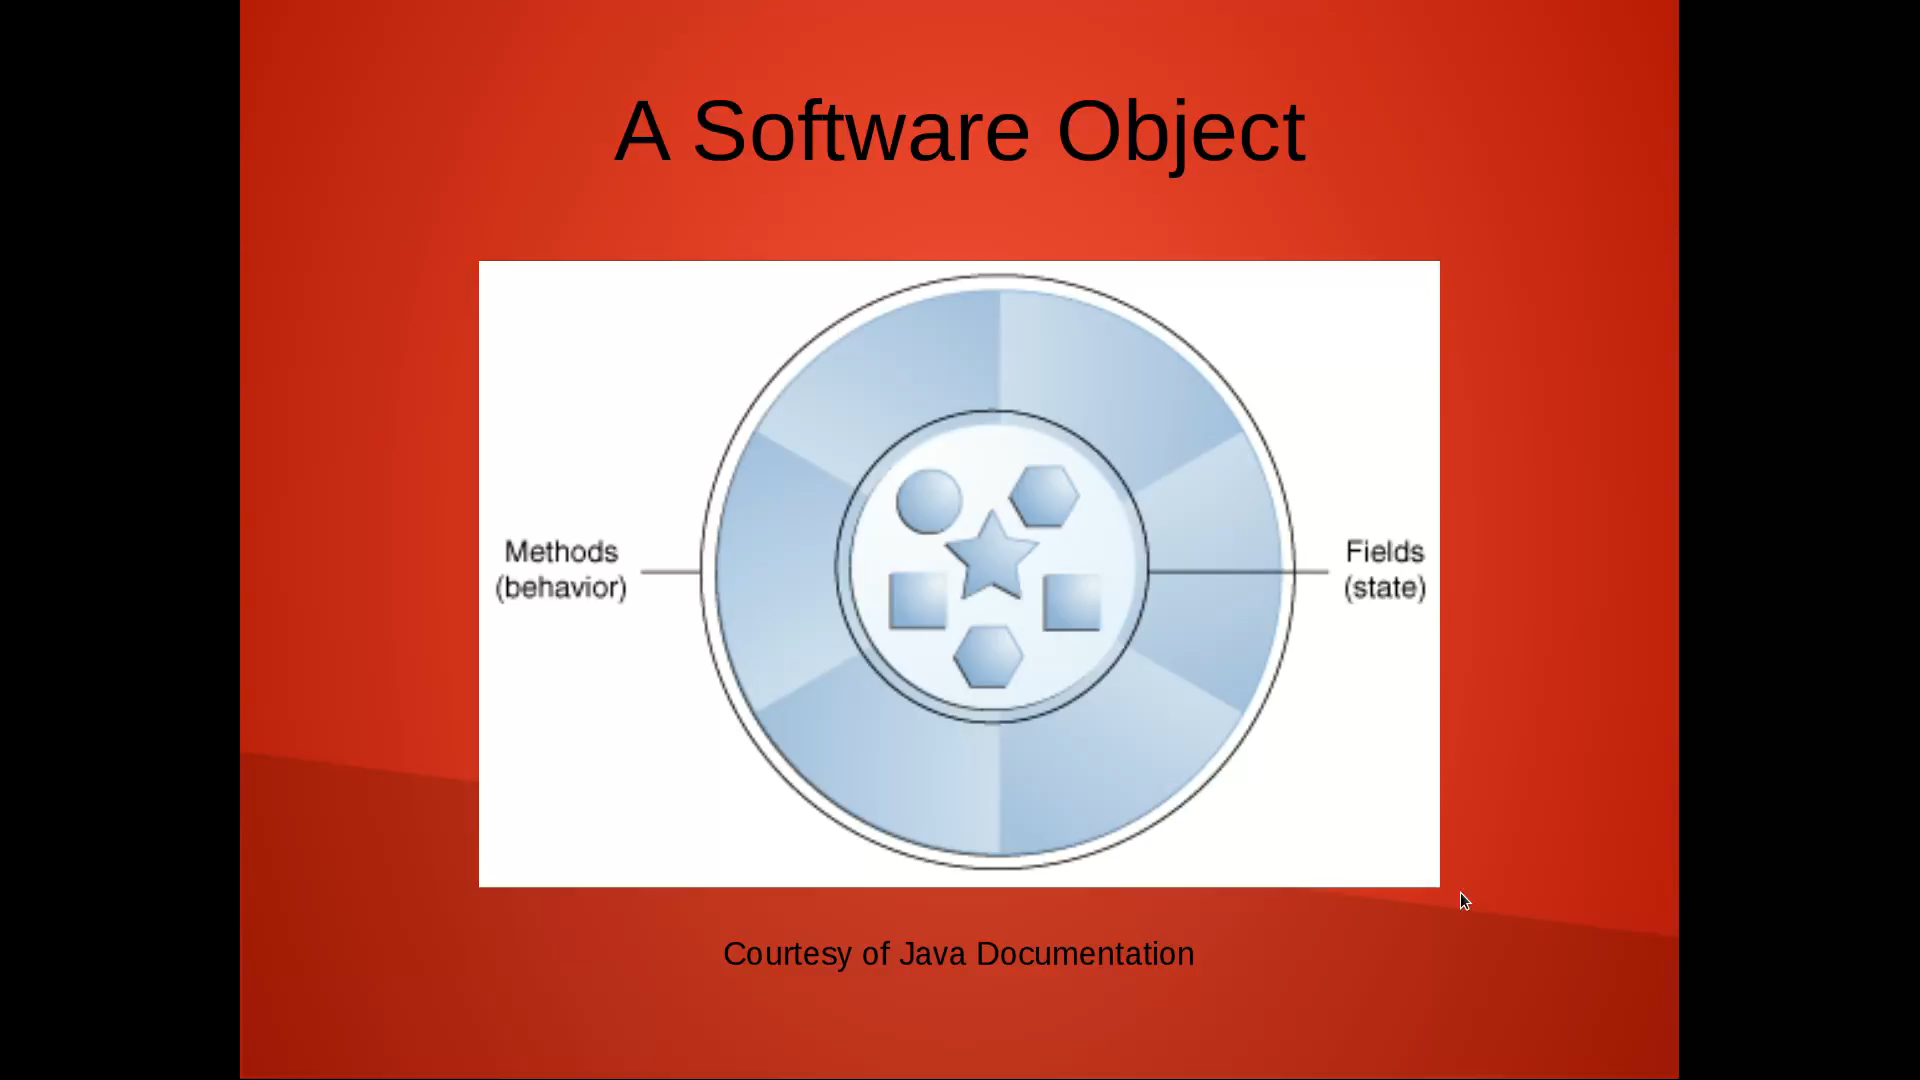 A Software Object
Methods
(behavior)
Fields
(state)
Courtesy of Java Documentation